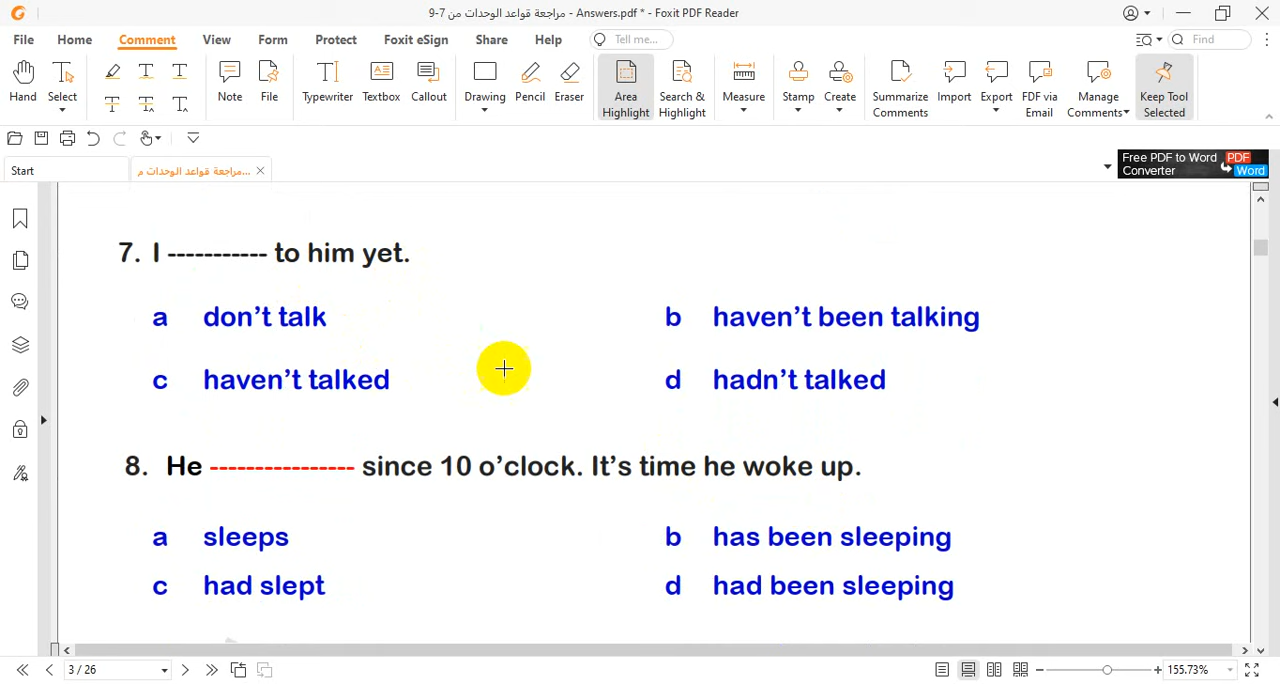 مراجعة قواعد الوحدات من 7-9 - Answers.pdf * - Foxit PDF Reader
File Home Comment View Form Protect Foxit eSign Share Help Tell me... Find
Hand Select Note File Typewriter Textbox Callout Drawing Pencil Eraser Area Highlight Search & Highlight Measure Stamp Create Summarize Comments Import Export PDF via Email Manage Comments Keep Tool Selected
Start مراجعة قواعد الوحدات م... Free PDF to Word Converter PDF Word
7. I ----------- to him yet.
a don't talk b haven't been talking
c haven't talked d hadn't talked
8. He ---------------- since 10 o'clock. It's time he woke up.
a sleeps b has been sleeping
c had slept d had been sleeping
3 / 26 155.73%